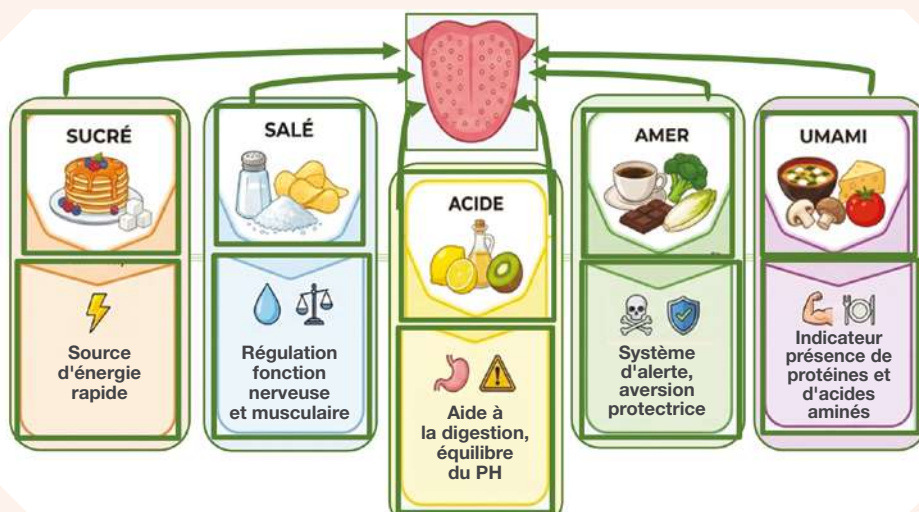 SUCRÉ
Source
d'énergie
rapide
SALÉ
Régulation
fonction
nerveuse
et musculaire
ACIDE
Aide à
la digestion,
équilibre
du PH
AMER
Système
d'alerte,
aversion
protectrice
UMAMI
Indicateur
présence de
protéines et
d'acides
aminés